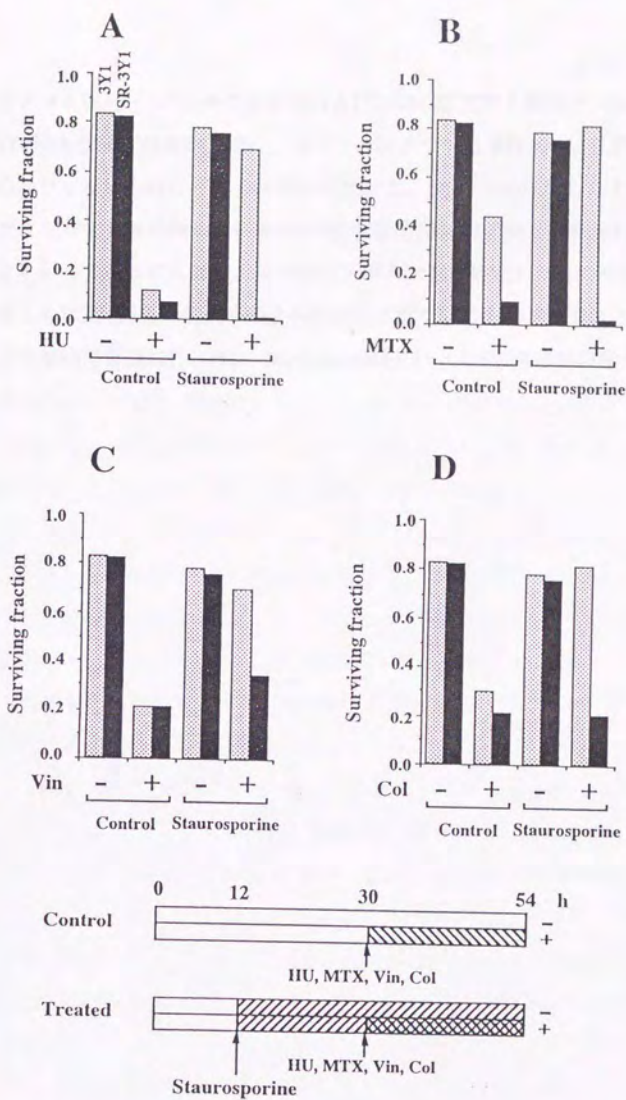 A
3Y1
SR-3Y1
Surviving fraction
1.0
0.8
0.6
0.4
0.2
0.0
HU
− + − +
Control Staurosporine
B
Surviving fraction
1.0
0.8
0.6
0.4
0.2
0.0
MTX
− + − +
Control Staurosporine
C
Surviving fraction
1.0
0.8
0.6
0.4
0.2
0.0
Vin
− + − +
Control Staurosporine
D
Surviving fraction
1.0
0.8
0.6
0.4
0.2
0.0
Col
− + − +
Control Staurosporine
0 12 30 54 h
Control
−
+
HU, MTX, Vin, Col
Treated
−
+
HU, MTX, Vin, Col
Staurosporine